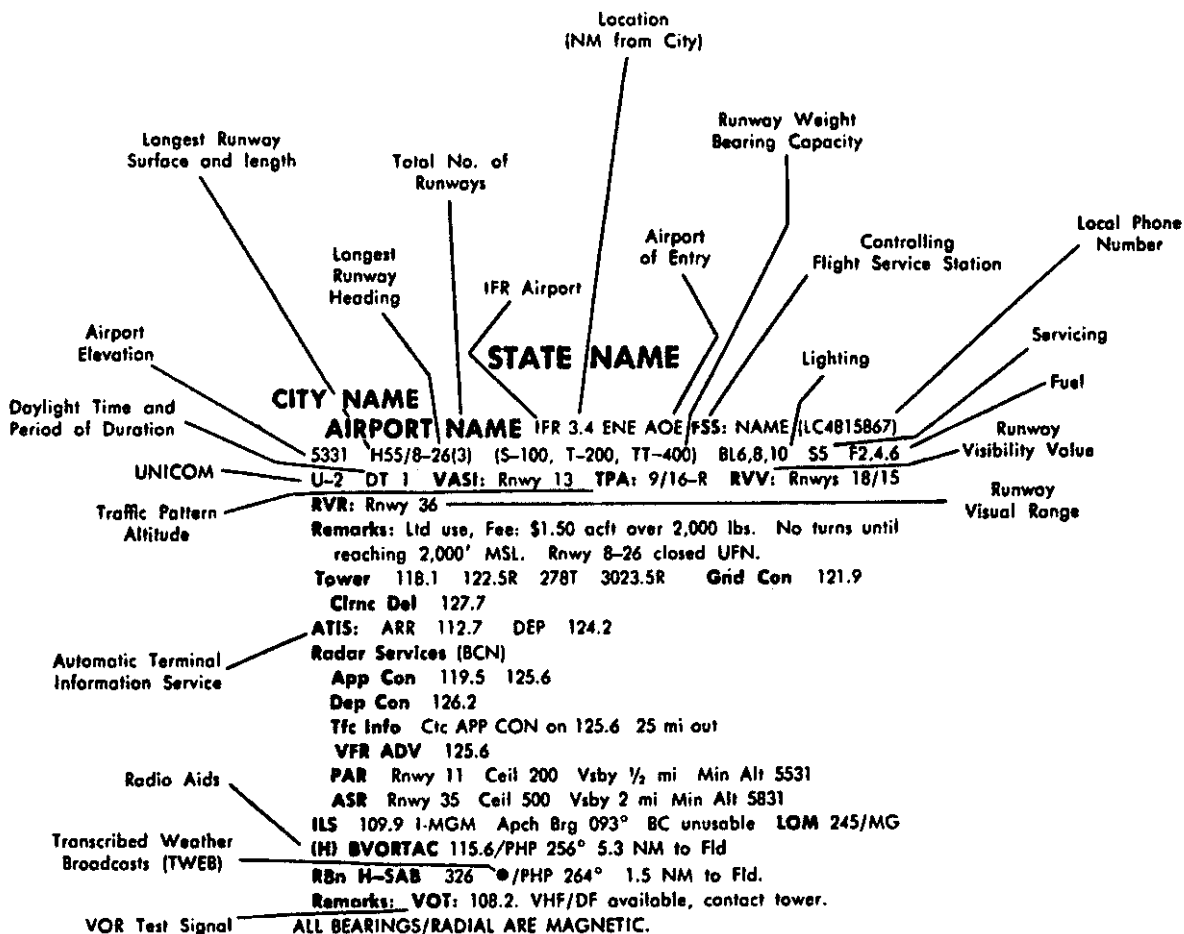 Location
(NM from City)
Runway Weight
Bearing Capacity
Longest Runway
Surface and length
Total No. of
Runways
Local Phone
Number
Airport
of Entry
Controlling
Flight Service Station
Longest
Runway
Heading
IFR Airport
Airport
Elevation
Servicing
STATE NAME
Lighting
Fuel
CITY NAME
Daylight Time and
Period of Duration
AIRPORT NAME IFR 3.4 ENE AOE FSS: NAME (LC4815867)
Runway
Visibility Value
5331 H55/8-26(3) (S-100, T-200, TT-400) BL6,8,10 S5 F2.4.6
UNICOM
U-2 DT 1 VASI: Rnwy 13 TPA: 9/16-R RVV: Rnwys 18/15
Traffic Pattern
Altitude
RVR: Rnwy 36
Runway
Visual Range
Remarks: Ltd use, Fee: $1.50 acft over 2,000 lbs. No turns until
reaching 2,000' MSL. Rnwy 8-26 closed UFN.
Tower 118.1 122.5R 278T 3023.5R Grid Con 121.9
Clrnc Del 127.7
ATIS: ARR 112.7 DEP 124.2
Automatic Terminal
Information Service
Radar Services (BCN)
App Con 119.5 125.6
Dep Con 126.2
Tfc Info Ctc APP CON on 125.6 25 mi out
VFR ADV 125.6
PAR Rnwy 11 Ceil 200 Vsby ½ mi Min Alt 5531
ASR Rnwy 35 Ceil 500 Vsby 2 mi Min Alt 5831
Radio Aids
ILS 109.9 I-MGM Apch Brg 093° BC unusable LOM 245/MG
Transcribed Weather
Broadcasts (TWEB)
(H) BVORTAC 115.6/PHP 256° 5.3 NM to Fld
RBn H-SAB 326 ●/PHP 264° 1.5 NM to Fld.
Remarks: VOT: 108.2. VHF/DF available, contact tower.
VOR Test Signal
ALL BEARINGS/RADIAL ARE MAGNETIC.